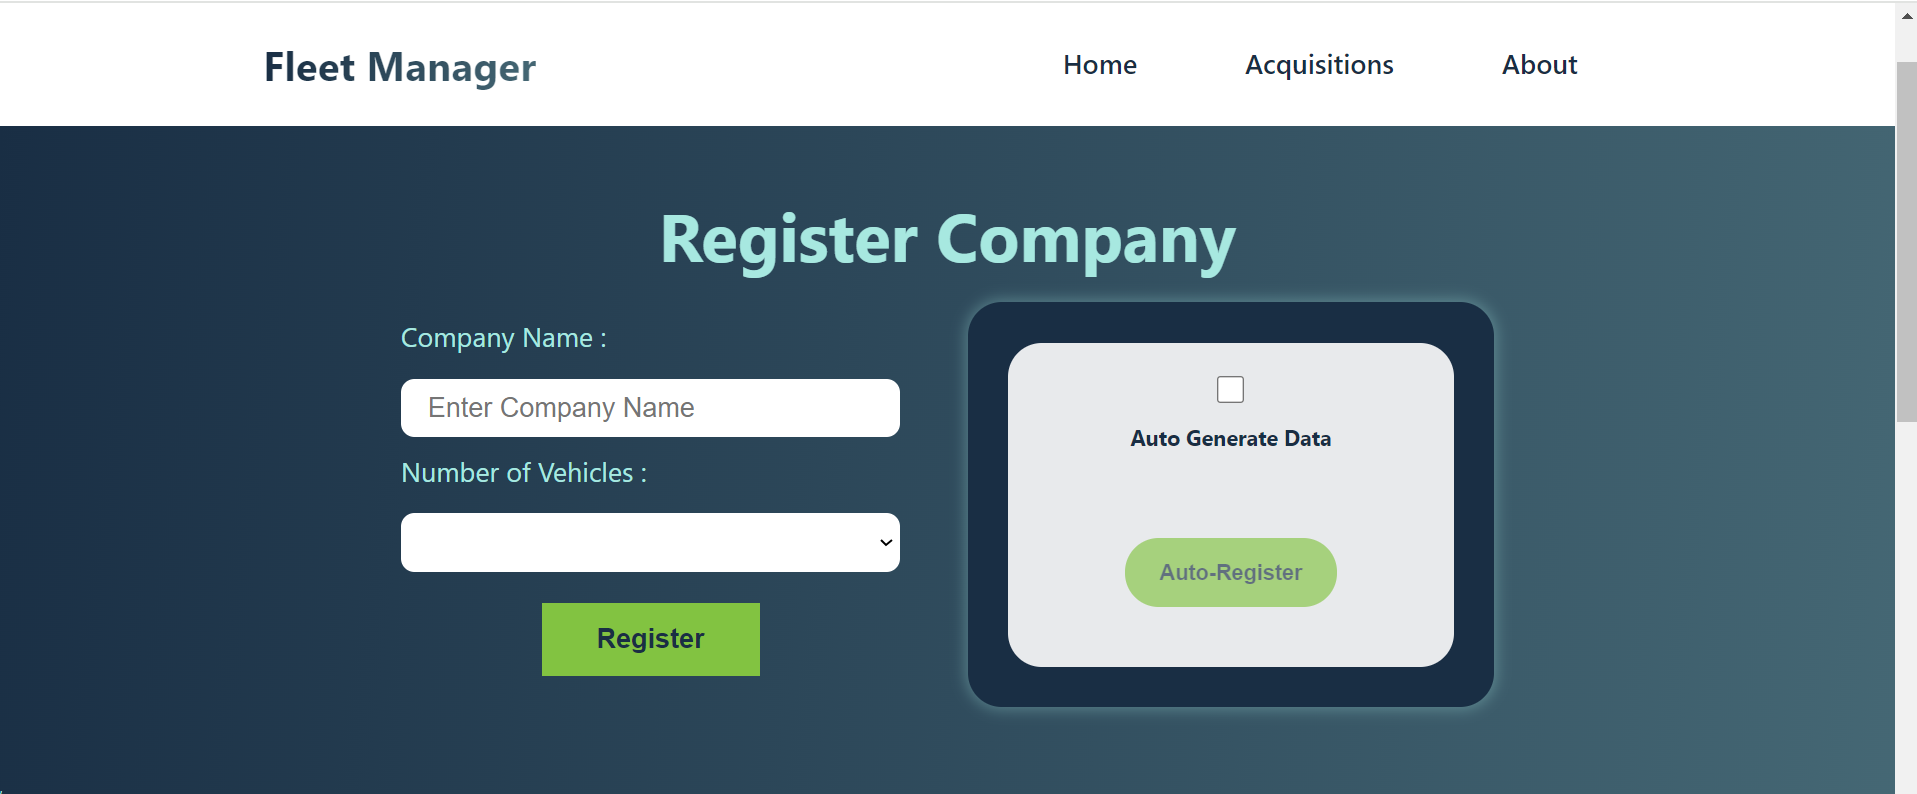 Fleet Manager
Home
Acquisitions
About
Register Company
Company Name :
Enter Company Name
Number of Vehicles :
Register
Auto Generate Data
Auto-Register